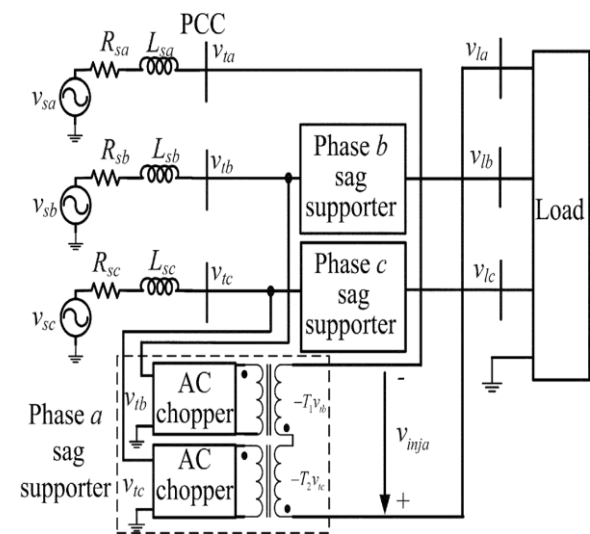 PCC
R_sa L_sa v_ta
v_sa
R_sb L_sb v_tb
v_sb
R_sc L_sc v_tc
v_sc
Phase b
sag
supporter
Phase c
sag
supporter
v_la
v_lb
v_lc
Load
Phase a
sag
supporter
v_tb
AC
chopper
−T_1v_tb
v_tc
AC
chopper
−T_2v_tc
-
v_inja
+